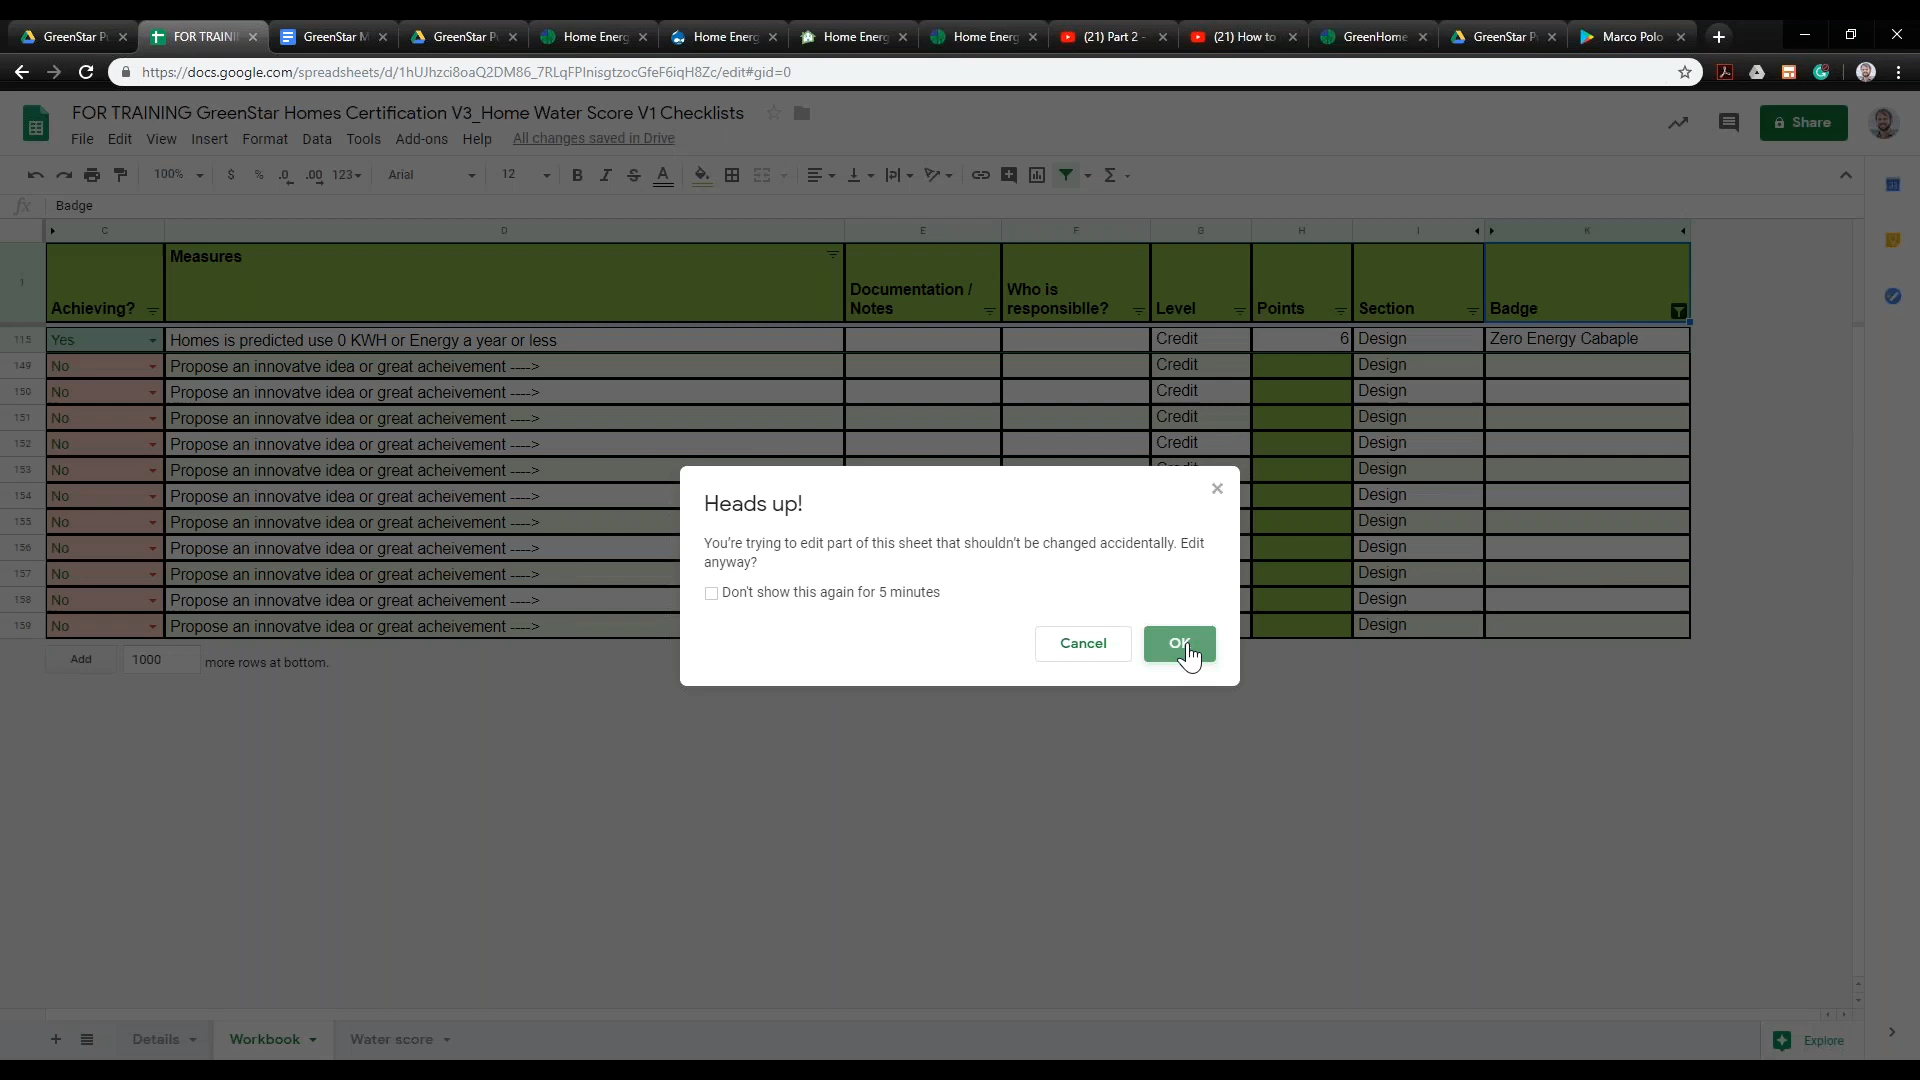 GreenStar P
FOR TRAINI
GreenStar M
GreenStar P
Home Energ
Home Energ
Home Energ
Home Energ
(21) Part 2 -
(21) How to
GreenHome
GreenStar P
Marco Polo
https://docs.google.com/spreadsheets/d/1hUJhzci8oaQ2DM86_7RLqFPInisgtzocGfeF6iqH8Zc/edit#gid=0
FOR TRAINING GreenStar Homes Certification V3_Home Water Score V1 Checklists
File Edit View Insert Format Data Tools Add-ons Help All changes saved in Drive
Share
100% $ % .0 .00 123 Arial 12
fx Badge
C D E F G H I K
1 Achieving? Measures Documentation / Notes Who is responsiblle? Level Points Section Badge
115 Yes Homes is predicted use 0 KWH or Energy a year or less Credit 6 Design Zero Energy Cabaple
149 No Propose an innovatve idea or great acheivement ----> Credit Design
150 No Propose an innovatve idea or great acheivement ----> Credit Design
151 No Propose an innovatve idea or great acheivement ----> Credit Design
152 No Propose an innovatve idea or great acheivement ----> Credit Design
153 No Propose an innovatve idea or great acheivement ----> Design
154 No Propose an innovatve idea or great acheivement ----> Design
155 No Propose an innovatve idea or great acheivement ----> Design
156 No Propose an innovatve idea or great acheivement ----> Design
157 No Propose an innovatve idea or great acheivement ----> Design
158 No Propose an innovatve idea or great acheivement ----> Design
159 No Propose an innovatve idea or great acheivement ----> Design
Add 1000 more rows at bottom.
Heads up!
You're trying to edit part of this sheet that shouldn't be changed accidentally. Edit
anyway?
Don't show this again for 5 minutes
Cancel OK
Details Workbook Water score
Explore